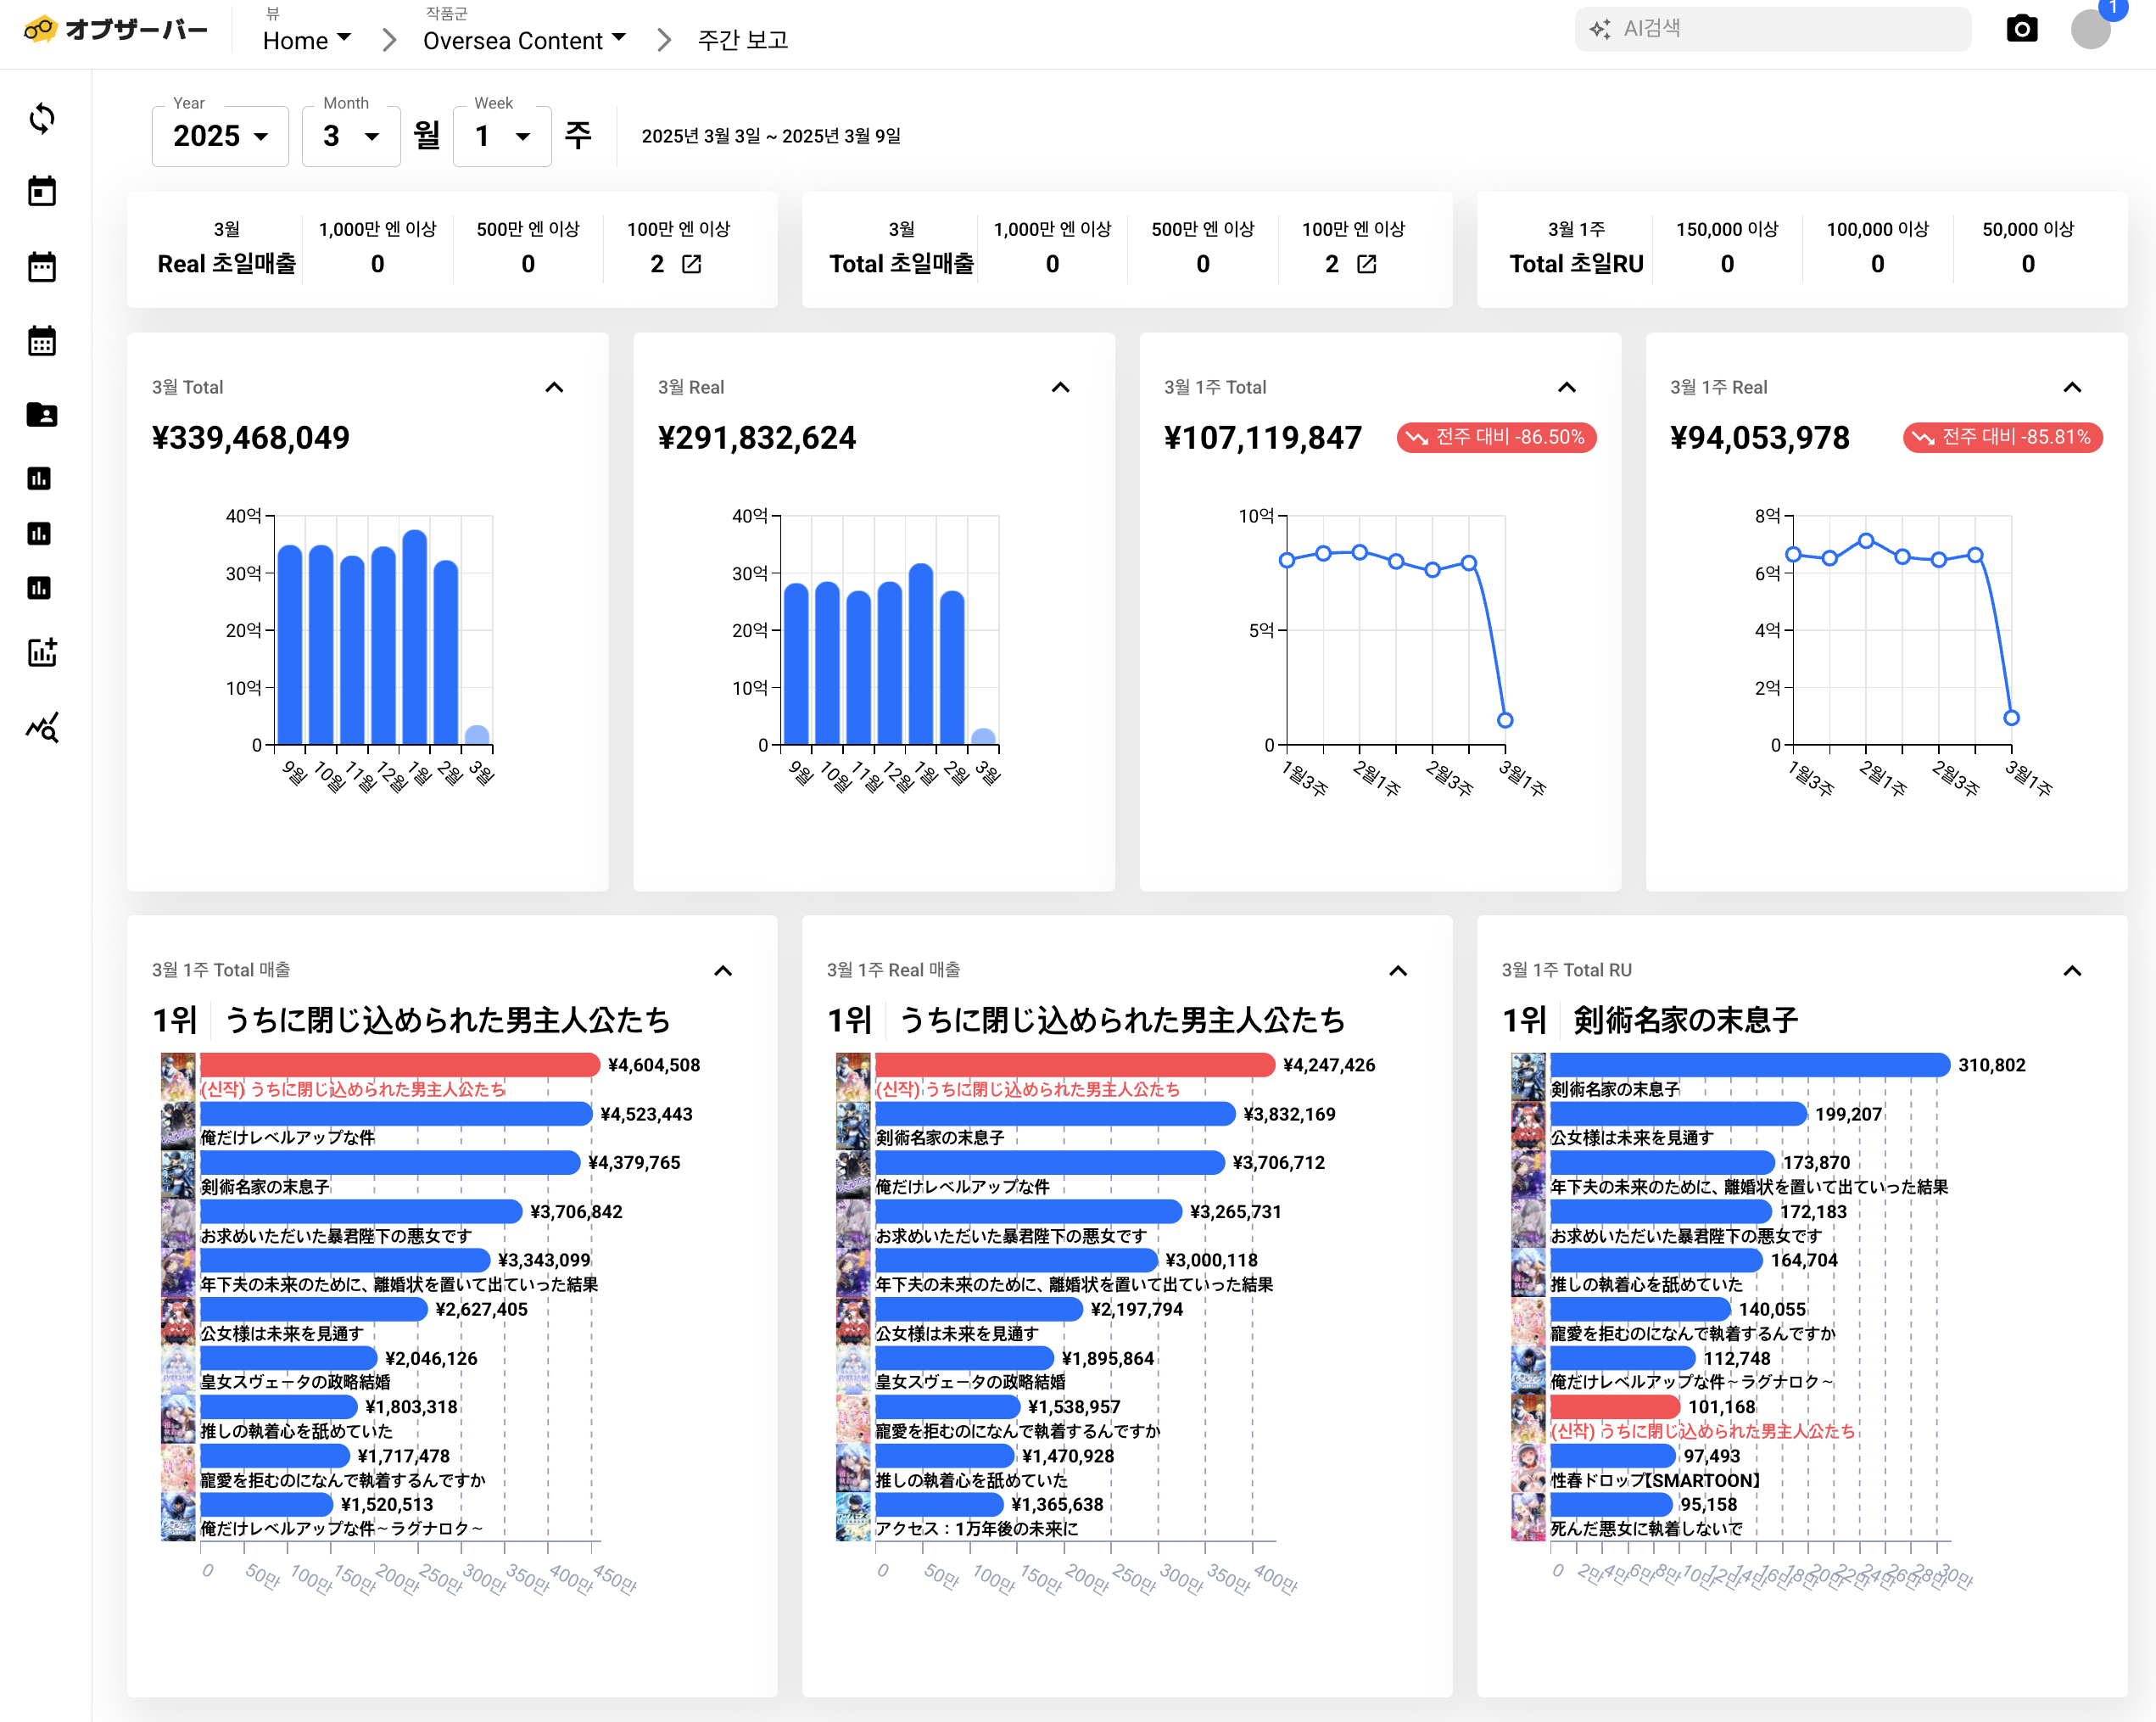 オブザーバー
뷰
Home
작품군
Oversea Content
주간 보고
AI검색
1
Year
2025
Month
3
월
Week
1
주
2025년 3월 3일 ~ 2025년 3월 9일
3월
Real 초일매출
1,000만 엔 이상
0
500만 엔 이상
0
100만 엔 이상
2
3월
Total 초일매출
1,000만 엔 이상
0
500만 엔 이상
0
100만 엔 이상
2
3월 1주
Total 초일RU
150,000 이상
0
100,000 이상
0
50,000 이상
0
3월 Total
¥339,468,049
40억
30억
20억
10억
0
9월 10월 11월 12월 1월 2월 3월
3월 Real
¥291,832,624
40억
30억
20억
10억
0
9월 10월 11월 12월 1월 2월 3월
3월 1주 Total
¥107,119,847
전주 대비 -86.50%
10억
5억
0
1월3주 2월1주 2월3주 3월1주
3월 1주 Real
¥94,053,978
전주 대비 -85.81%
8억
6억
4억
2억
0
1월3주 2월1주 2월3주 3월1주
3월 1주 Total 매출
1위 うちに閉じ込められた男主人公たち
¥4,604,508
(신작) うちに閉じ込められた男主人公たち
¥4,523,443
俺だけレベルアップな件
¥4,379,765
剣術名家の末息子
¥3,706,842
お求めいただいた暴君陛下の悪女です
¥3,343,099
年下夫の未来のために、離婚状を置いて出ていった結果
¥2,627,405
公女様は未来を見通す
¥2,046,126
皇女スヴェータの政略結婚
¥1,803,318
推しの執着心を舐めていた
¥1,717,478
寵愛を拒むのになんで執着するんですか
¥1,520,513
俺だけレベルアップな件～ラグナロク～
0 50만 100만 150만 200만 250만 300만 350만 400만 450만
3월 1주 Real 매출
1위 うちに閉じ込められた男主人公たち
¥4,247,426
(신작) うちに閉じ込められた男主人公たち
¥3,832,169
剣術名家の末息子
¥3,706,712
俺だけレベルアップな件
¥3,265,731
お求めいただいた暴君陛下の悪女です
¥3,000,118
年下夫の未来のために、離婚状を置いて出ていった結果
¥2,197,794
公女様は未来を見通す
¥1,895,864
皇女スヴェータの政略結婚
¥1,538,957
寵愛を拒むのになんで執着するんですか
¥1,470,928
推しの執着心を舐めていた
¥1,365,638
アクセス：1万年後の未来に
0 50만 100만 150만 200만 250만 300만 350만 400만
3월 1주 Total RU
1위 剣術名家の末息子
310,802
剣術名家の末息子
199,207
公女様は未来を見通す
173,870
年下夫の未来のために、離婚状を置いて出ていった結果
172,183
お求めいただいた暴君陛下の悪女です
164,704
推しの執着心を舐めていた
140,055
寵愛を拒むのになんで執着するんですか
112,748
俺だけレベルアップな件～ラグナロク～
101,168
(신작) うちに閉じ込められた男主人公たち
97,493
性春ドロップ【SMARTOON】
95,158
死んだ悪女に執着しないで
0 2만 4만 6만 8만 10만 12만 14만 16만 18만 20만 22만 24만 26만 28만 30만